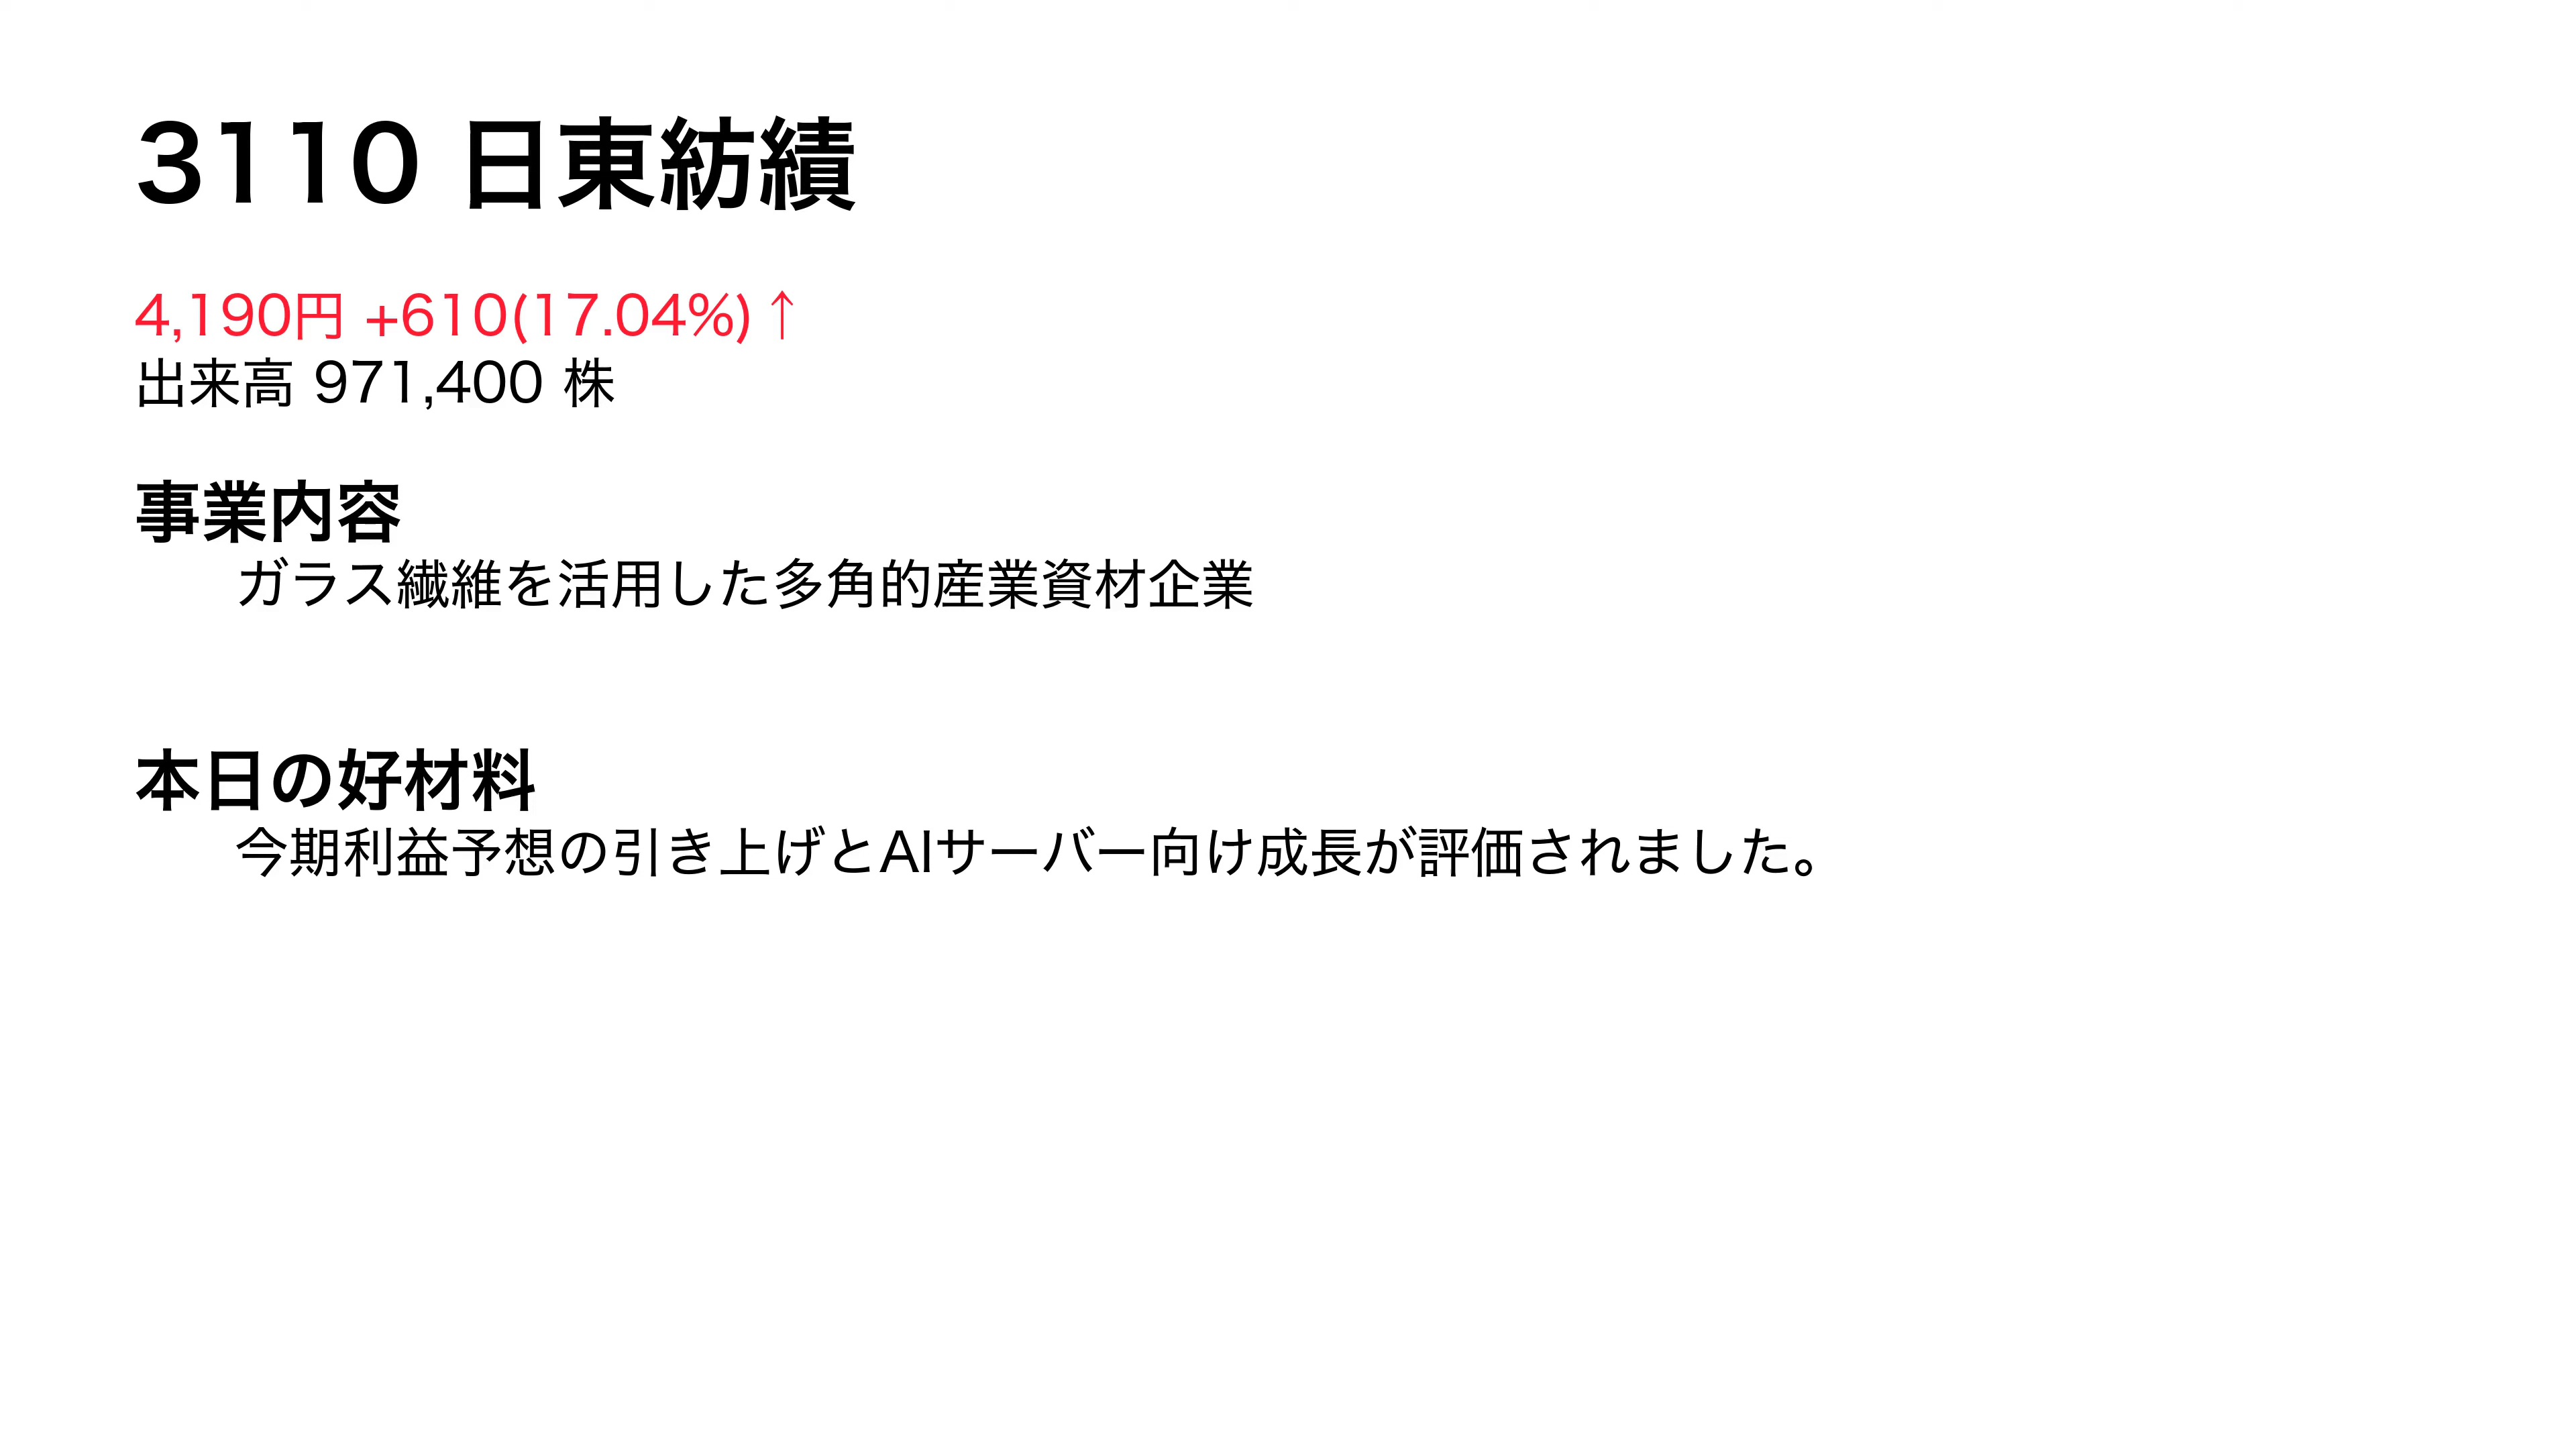 3110 日東紡績
4,190円 +610(17.04%)↑
出来高 971,400 株
事業内容
ガラス繊維を活用した多角的産業資材企業
本日の好材料
今期利益予想の引き上げとAIサーバー向け成長が評価されました。